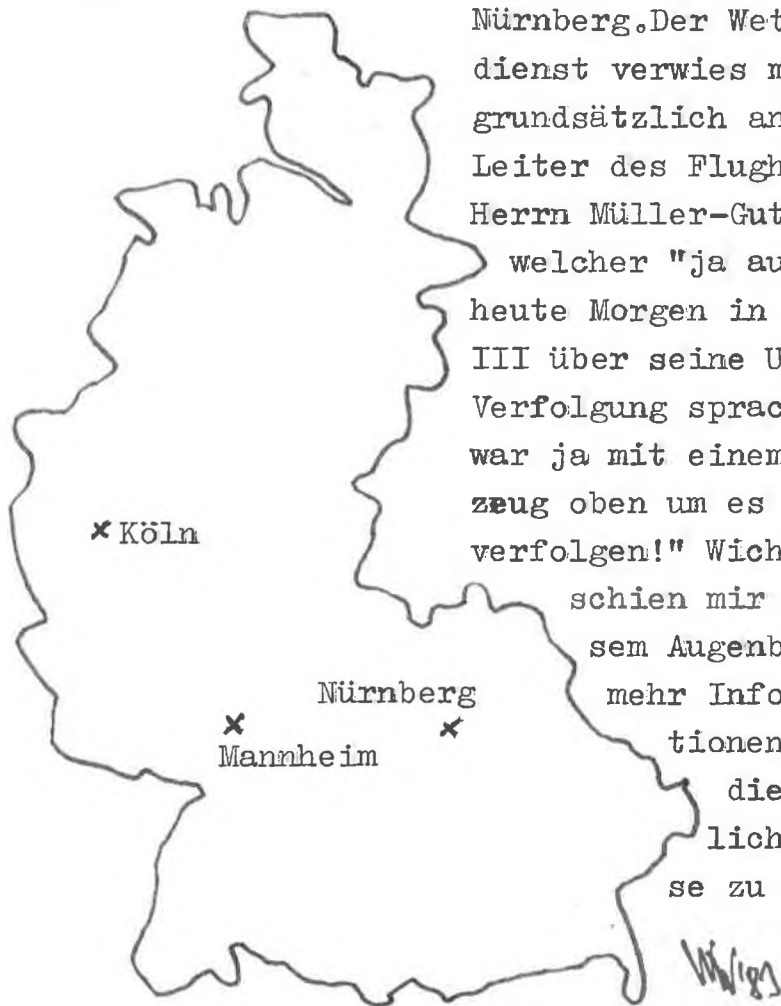 Nürnberg.Der Wet
dienst verwies m
grundsätzlich an
Leiter des Flugh
Herrn Müller-Gut
welcher "ja au
heute Morgen in
III über seine U
Verfolgung sprac
war ja mit einem
zeug oben um es
verfolgen!" Wich
schien mir
sem Augenb
mehr Info
tionen
die
lich
se zu
Köln
Nürnberg
Mannheim